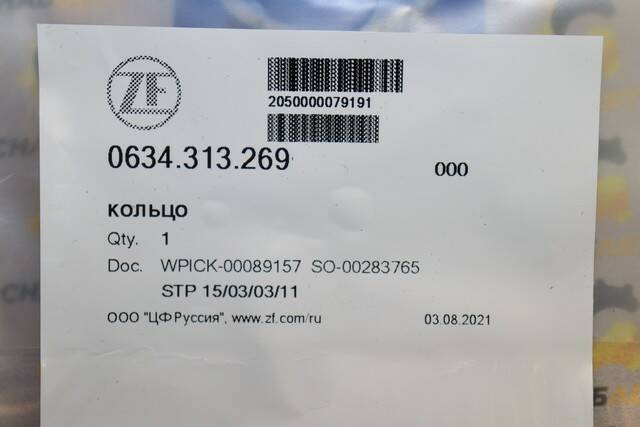 ZF
2050000079191
0634.313.269
000
КОЛЬЦО
Qty. 1
Doc. WPICK-00089157 SO-00283765
STP 15/03/03/11
ООО "ЦФ Руссия", www.zf.com/ru 03.08.2021